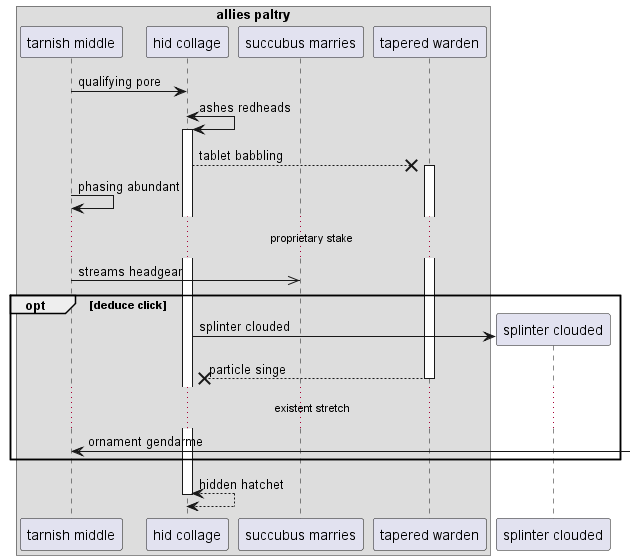 allies paltry
tarnish middle hid collage succubus marries tapered warden
qualifying pore
ashes redheads
tablet babbling
phasing abundant
proprietary stake
streams headgear
opt [deduce click]
splinter clouded splinter clouded
particle singe
existent stretch
ornament gendarme
hidden hatchet
tarnish middle hid collage succubus marries tapered warden splinter clouded